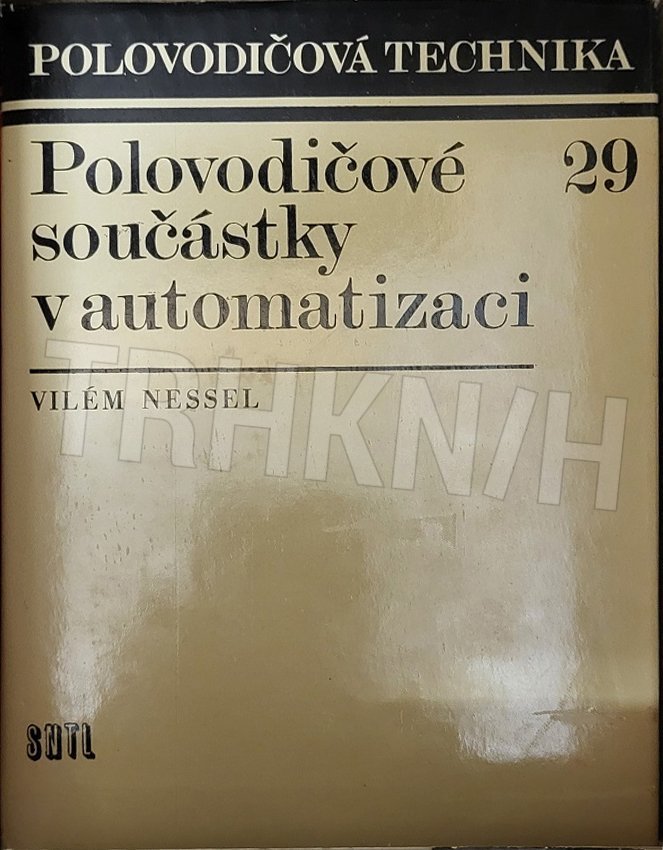 POLOVODIČOVÁ TECHNIKA
Polovodičové 29
součástky
v automatizaci
VILÉM NESSEL
TRHKNIH
SNTL